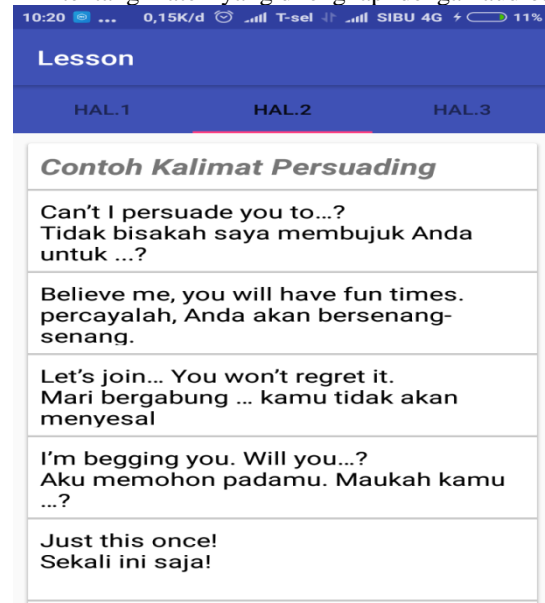 10:20 ... 0,15K/d T-sel SIBU 4G 11%
Lesson
HAL.1 HAL.2 HAL.3
Contoh Kalimat Persuading
Can't I persuade you to...?
Tidak bisakah saya membujuk Anda
untuk ...?
Believe me, you will have fun times.
percayalah, Anda akan bersenang-
senang.
Let's join... You won't regret it.
Mari bergabung ... kamu tidak akan
menyesal
I'm begging you. Will you...?
Aku memohon padamu. Maukah kamu
...?
Just this once!
Sekali ini saja!